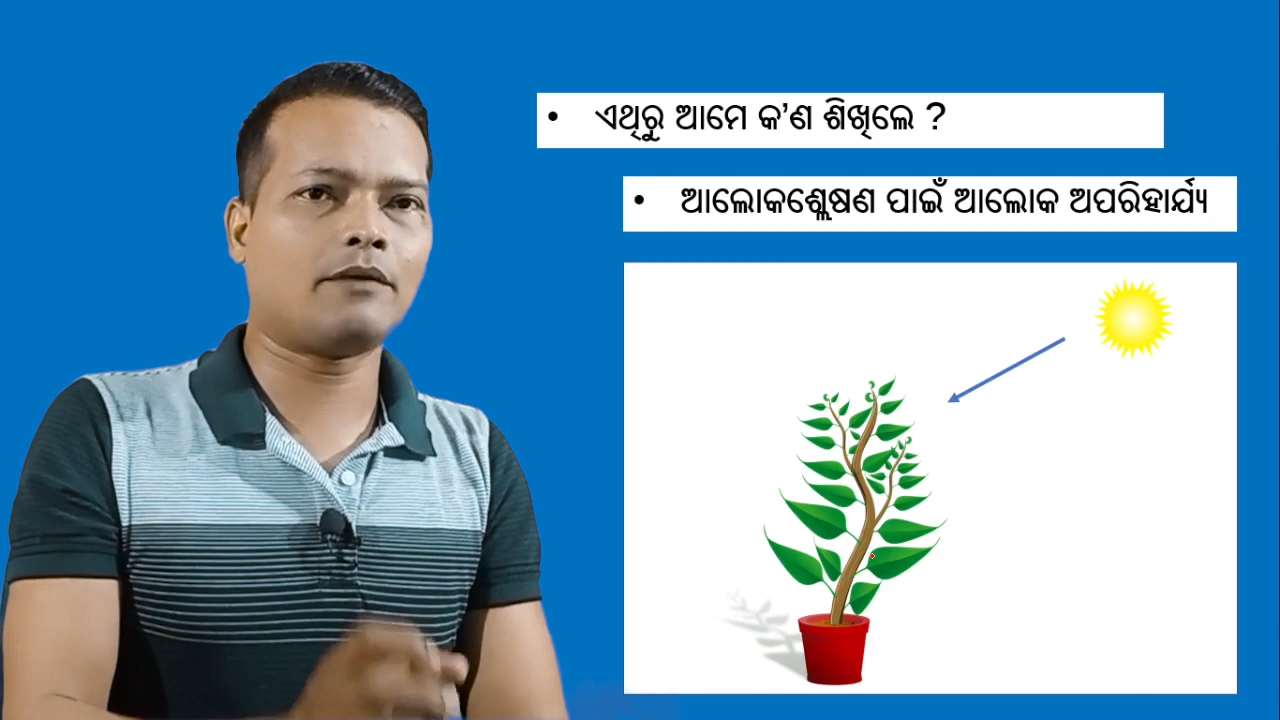 • ଏଥିରୁ ଆମେ କ'ଣ ଶିଖିଲେ ?
• ଆଲୋକଶ୍ଳେଷଣ ପାଇଁ ଆଲୋକ ଅପରିହାର୍ଯ୍ୟ